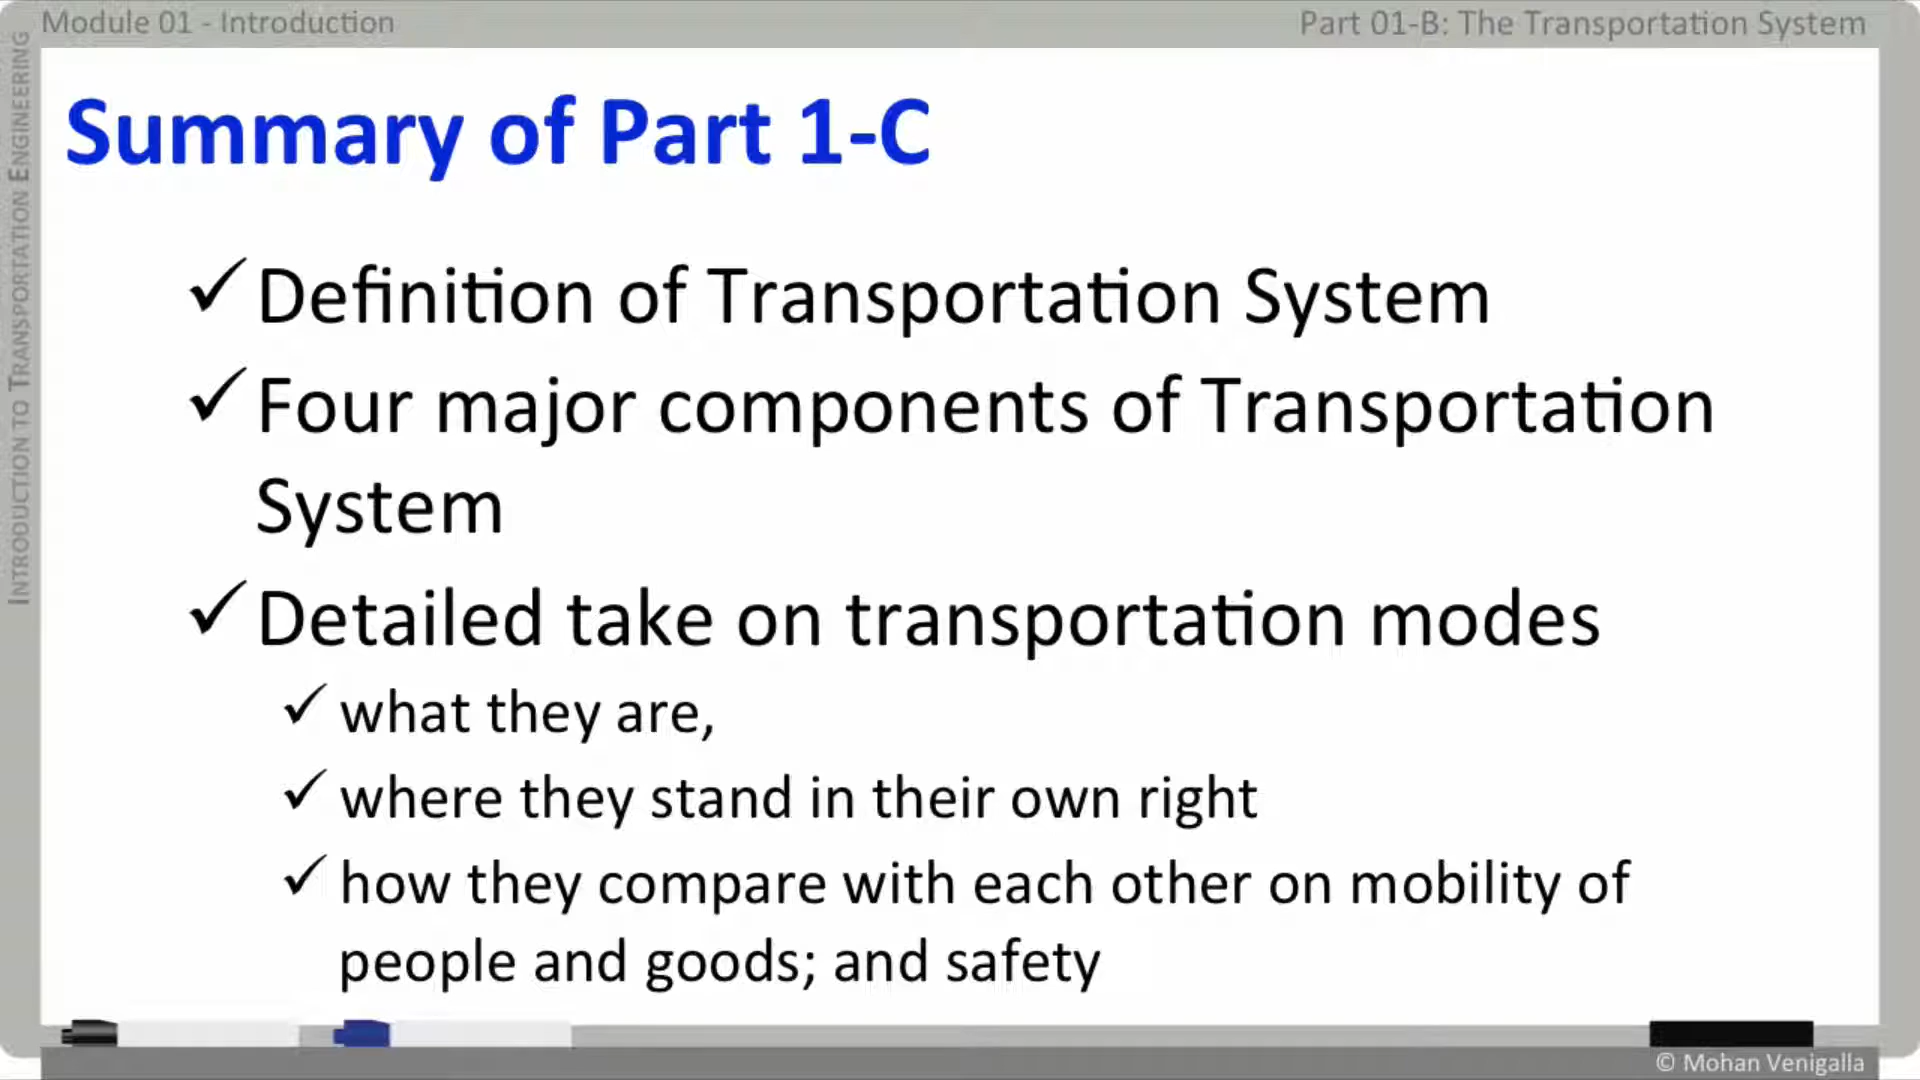 Module 01 - Introduction
Part 01-B: The Transportation System
INTRODUCTION TO TRANSPORTATION ENGINEERING
Summary of Part 1-C
✓ Definition of Transportation System
✓ Four major components of Transportation
System
✓ Detailed take on transportation modes
✓ what they are,
✓ where they stand in their own right
✓ how they compare with each other on mobility of
people and goods; and safety
© Mohan Venigalla